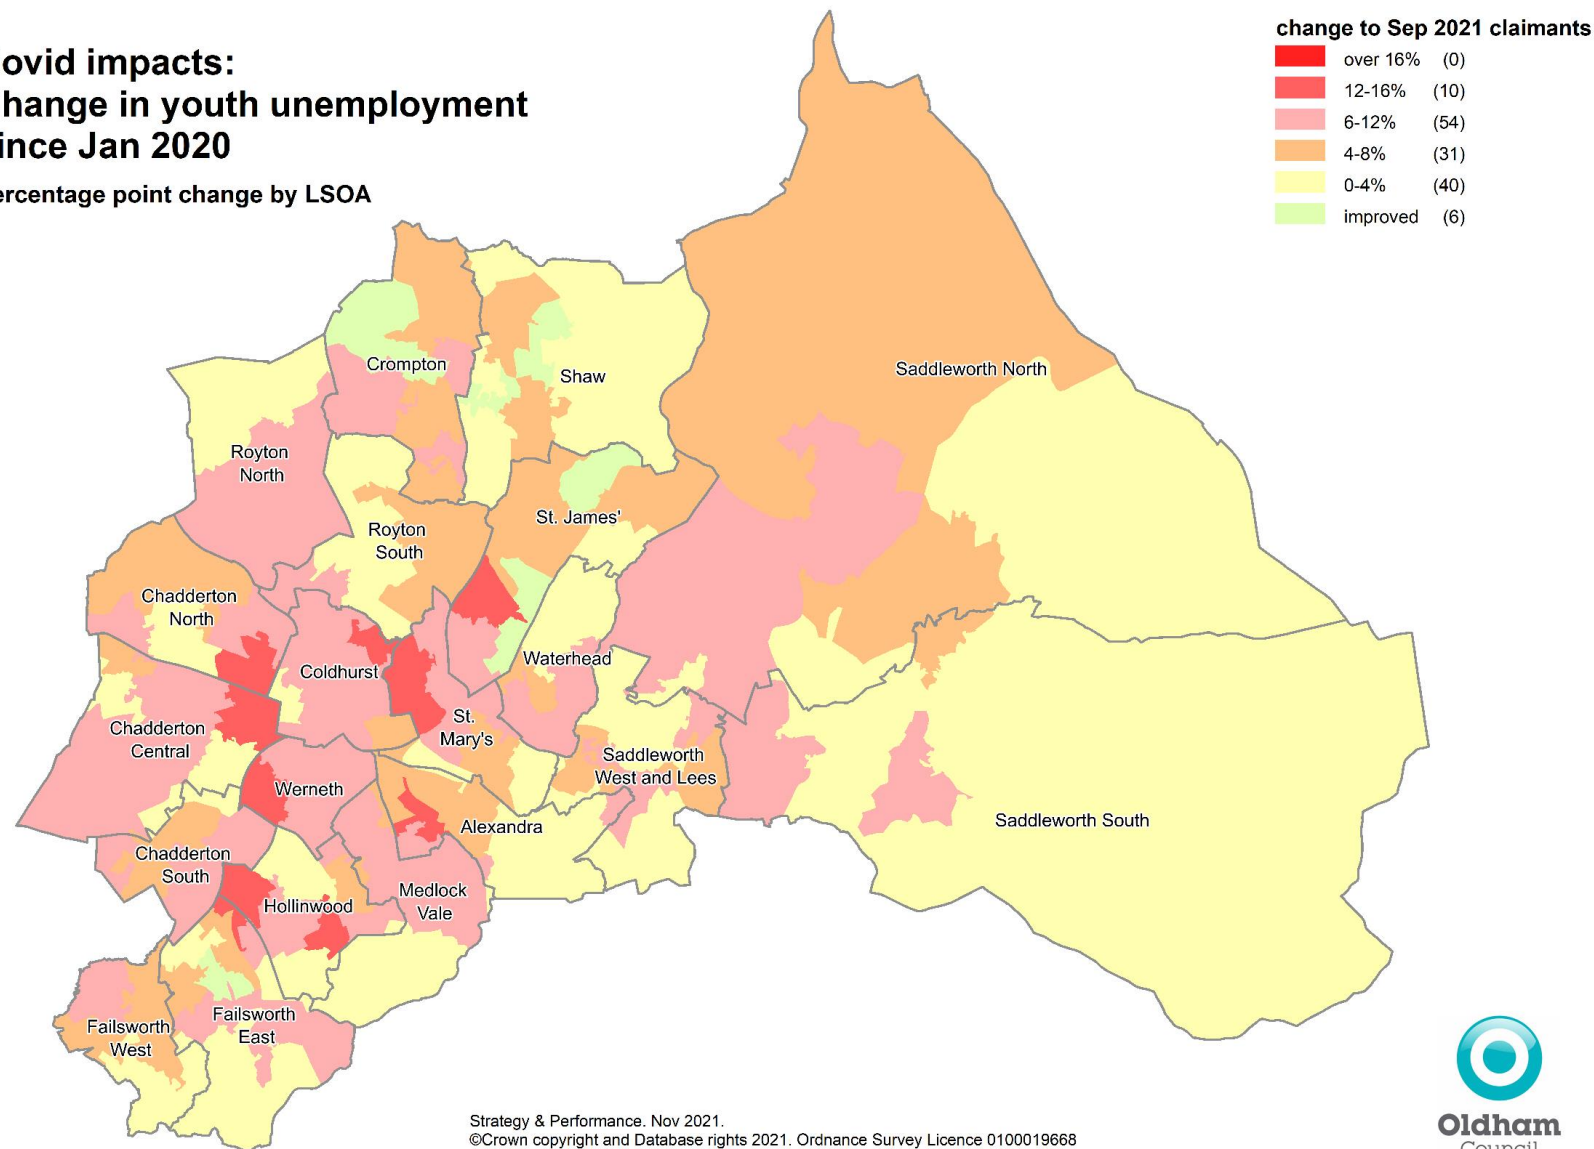 ovid impacts:
hange in youth unemployment
ince Jan 2020
ercentage point change by LSOA
change to Sep 2021 claimants
over 16% (0)
12-16% (10)
6-12% (54)
4-8% (31)
0-4% (40)
improved (6)
Crompton
Shaw
Saddleworth North
Royton
North
Royton
South
St. James'
Chadderton
North
Coldhurst
Waterhead
Chadderton
Central
St.
Mary's
Saddleworth
West and Lees
Werneth
Alexandra
Saddleworth South
Chadderton
South
Hollinwood
Medlock
Vale
Failsworth
West
Failsworth
East
Strategy & Performance. Nov 2021.
©Crown copyright and Database rights 2021. Ordnance Survey Licence 0100019668
Oldham
Council